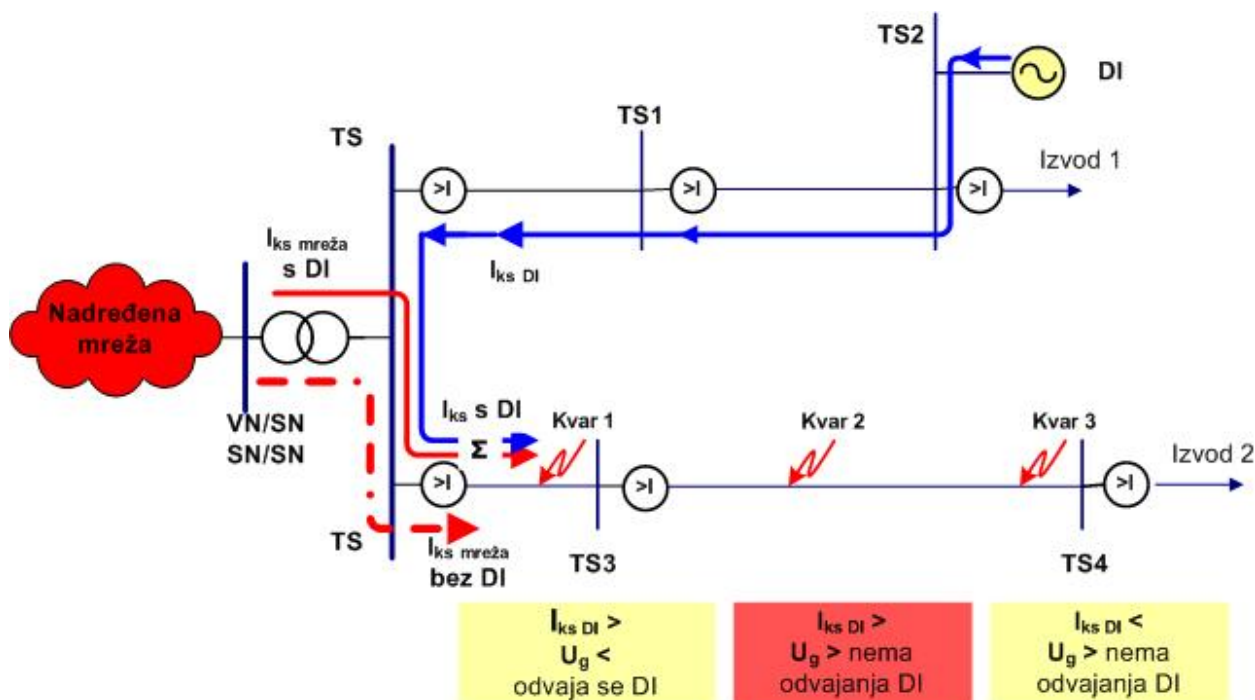 TS2
DI
TS1
TS
>I
>I
>I
Izvod 1
Iks mreža
s DI
Iks DI
Nadređena
mreža
VN/SN
SN/SN
Iks s DI
Σ
Kvar 1
Kvar 2
Kvar 3
Izvod 2
>I
>I
>I
TS
Iks mreža
bez DI
TS3
TS4
Iks DI >
Ug <
odvaja se DI
Iks DI >
Ug > nema
odvajanja DI
Iks DI <
Ug > nema
odvajanja DI